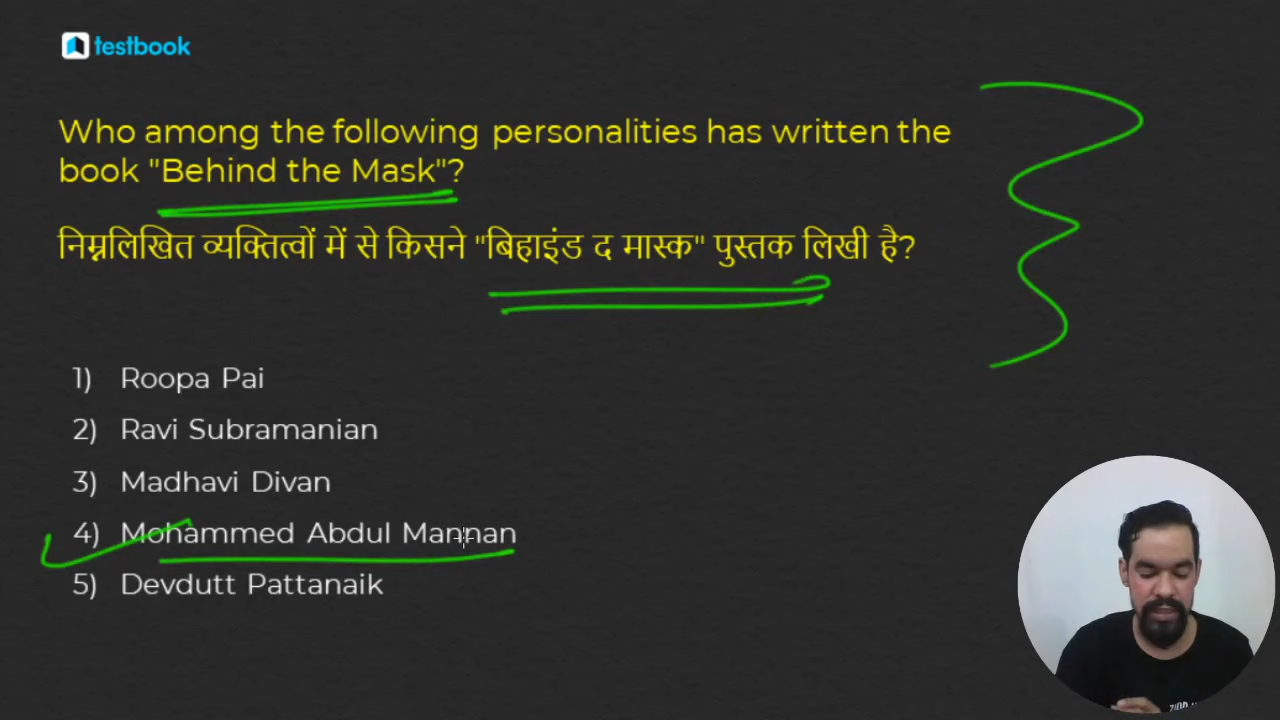 testbook
Who among the following personalities has written the
book "Behind the Mask"?
निम्नलिखित व्यक्तित्वों में से किसने "बिहाइंड द मास्क" पुस्तक लिखी है?
1) Roopa Pai
2) Ravi Subramanian
3) Madhavi Divan
4) Mohammed Abdul Mannan
5) Devdutt Pattanaik